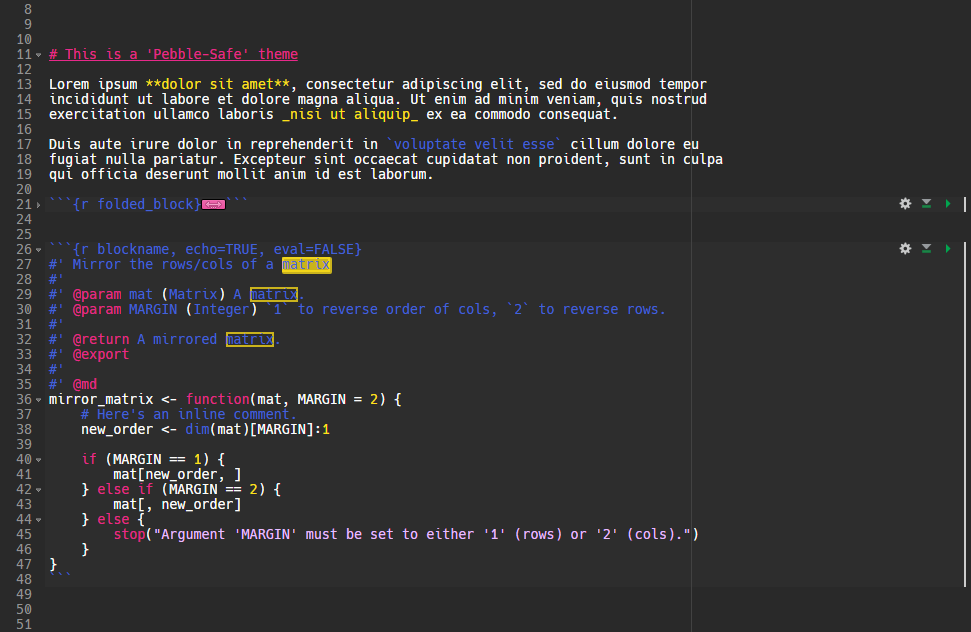 8
9
10
11 # This is a 'Pebble-Safe' theme
12
13 Lorem ipsum **dolor sit amet**, consectetur adipiscing elit, sed do eiusmod tempor
14 incididunt ut labore et dolore magna aliqua. Ut enim ad minim veniam, quis nostrud
15 exercitation ullamco laboris _nisi ut aliquip_ ex ea commodo consequat.
16
17 Duis aute irure dolor in reprehenderit in `voluptate velit esse` cillum dolore eu
18 fugiat nulla pariatur. Excepteur sint occaecat cupidatat non proident, sunt in culpa
19 qui officia deserunt mollit anim id est laborum.
20
21 ```{r folded_block}```
24
25
26 ```{r blockname, echo=TRUE, eval=FALSE}
27 #' Mirror the rows/cols of a matrix
28 #'
29 #' @param mat (Matrix) A matrix.
30 #' @param MARGIN (Integer) `1` to reverse order of cols, `2` to reverse rows.
31 #'
32 #' @return A mirrored matrix.
33 #' @export
34 #'
35 #' @md
36 mirror_matrix <- function(mat, MARGIN = 2) {
37     # Here's an inline comment.
38     new_order <- dim(mat)[MARGIN]:1
39
40     if (MARGIN == 1) {
41         mat[new_order, ]
42     } else if (MARGIN == 2) {
43         mat[, new_order]
44     } else {
45         stop("Argument 'MARGIN' must be set to either '1' (rows) or '2' (cols).")
46     }
47 }
48 ```
49
50
51